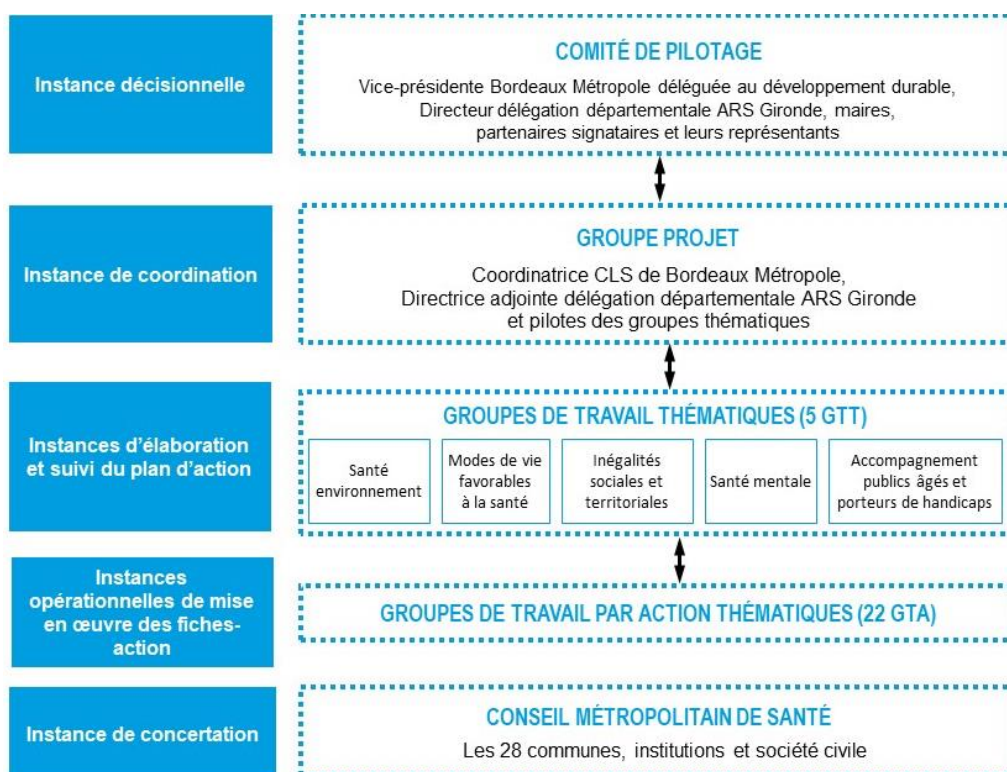 Instance décisionnelle
COMITÉ DE PILOTAGE
Vice-présidente Bordeaux Métropole déléguée au développement durable,
Directeur délégation départementale ARS Gironde, maires,
partenaires signataires et leurs représentants
Instance de coordination
GROUPE PROJET
Coordinatrice CLS de Bordeaux Métropole,
Directrice adjointe délégation départementale ARS Gironde
et pilotes des groupes thématiques
Instances d'élaboration
et suivi du plan d'action
GROUPES DE TRAVAIL THÉMATIQUES (5 GTT)
Santé
environnement
Modes de vie
favorables
à la santé
Inégalités
sociales et
territoriales
Santé mentale
Accompagnement
publics âgés et
porteurs de handicaps
Instances
opérationnelles de mise
en œuvre des fiches-
action
GROUPES DE TRAVAIL PAR ACTION THÉMATIQUES (22 GTA)
Instance de concertation
CONSEIL MÉTROPOLITAIN DE SANTÉ
Les 28 communes, institutions et société civile